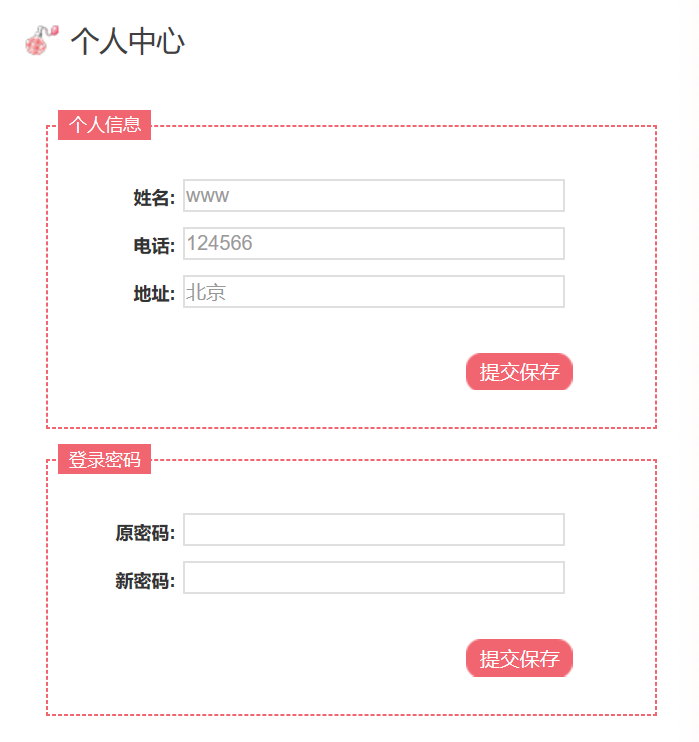 个人中心
个人信息
姓名: www
电话: 124566
地址: 北京
提交保存
登录密码
原密码:
新密码:
提交保存